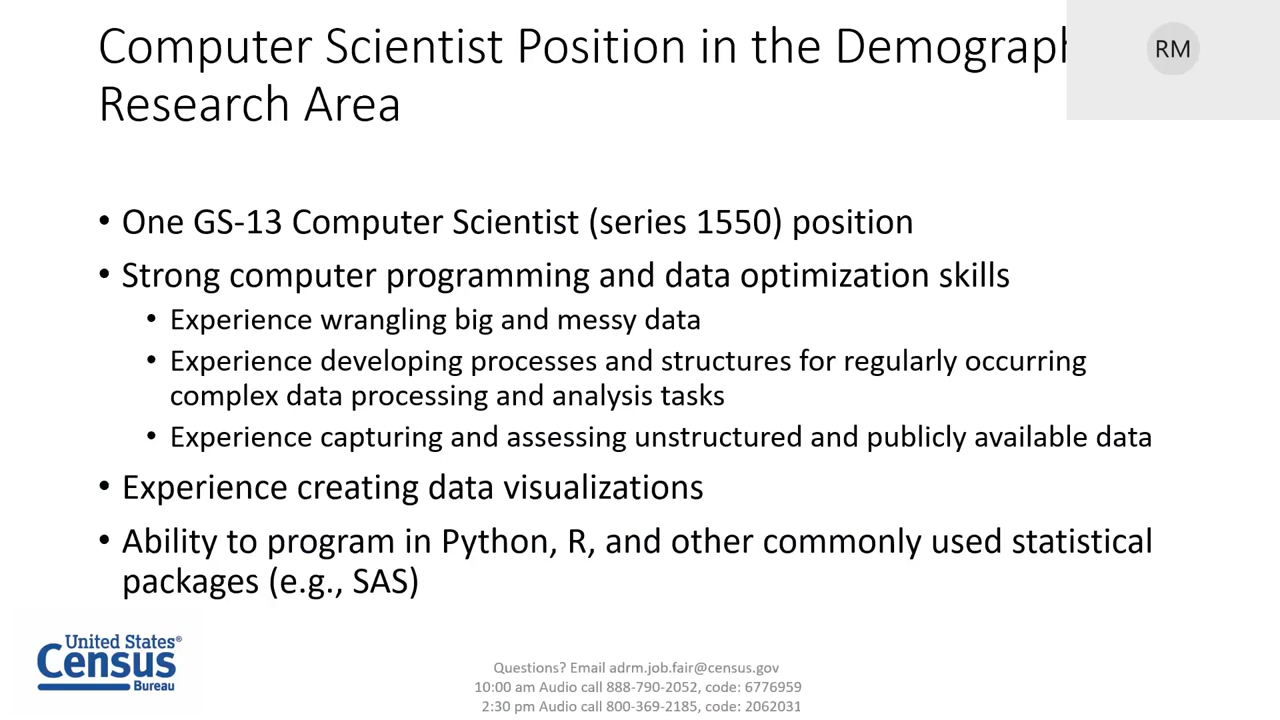 Computer Scientist Position in the Demograph
RM
Research Area
• One GS-13 Computer Scientist (series 1550) position
• Strong computer programming and data optimization skills
• Experience wrangling big and messy data
• Experience developing processes and structures for regularly occurring
complex data processing and analysis tasks
• Experience capturing and assessing unstructured and publicly available data
• Experience creating data visualizations
• Ability to program in Python, R, and other commonly used statistical
packages (e.g., SAS)
United States®
Census
Bureau
Questions? Email adrm.job.fair@census.gov
10:00 am Audio call 888-790-2052, code: 6776959
2:30 pm Audio call 800-369-2185, code: 2062031